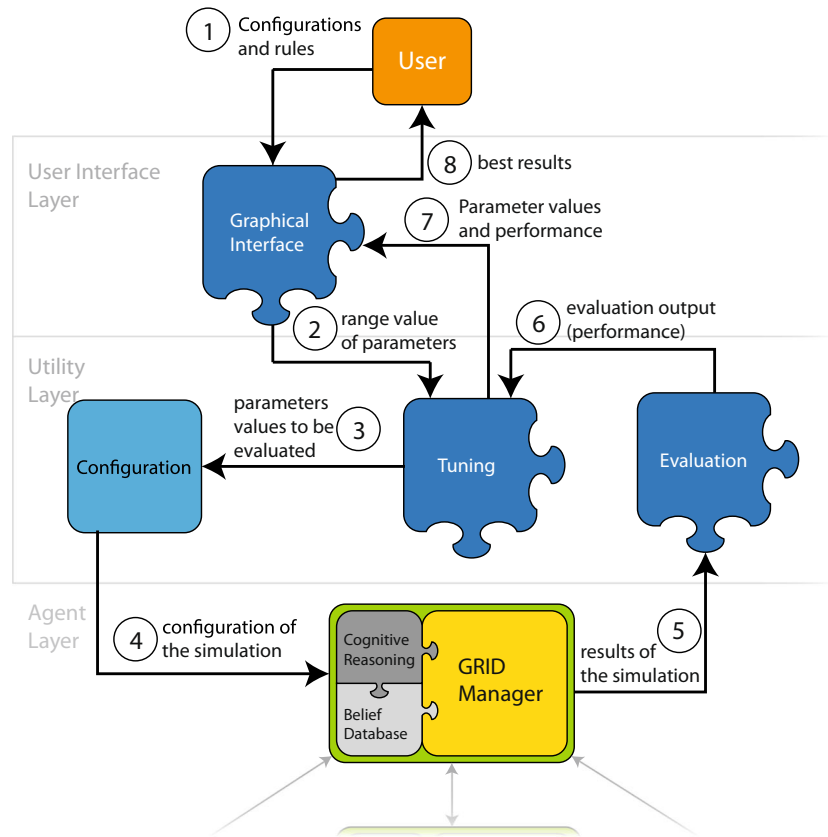 1
Configurations
and rules
User
User Interface
Layer
8
best results
Graphical
Interface
7
Parameter values
and performance
2
range value
of parameters
6
evaluation output
(performance)
Utility
Layer
parameters
values to be
evaluated
3
Configuration
Tuning
Evaluation
Agent
Layer
4
configuration of
the simulation
Cognitive
Reasoning
Belief
Database
GRID
Manager
5
results of
the simulation